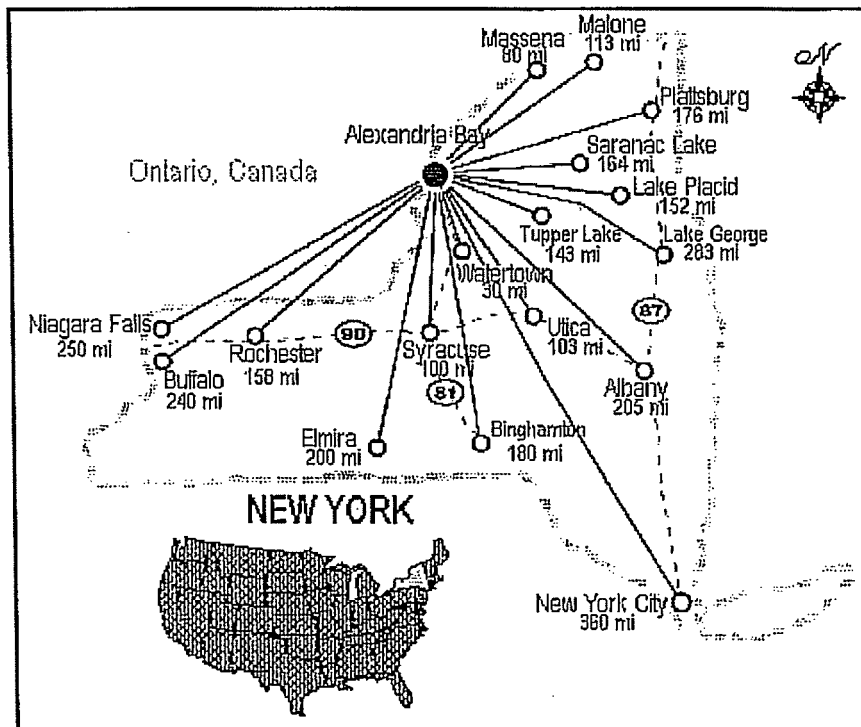 Malone
113 mi
Massena
80 mi
Plattsburg
176 mi
Alexandria Bay
Saranac Lake
164 mi
Ontario, Canada
Lake Placid
152 mi
Tupper Lake
143 mi
Lake George
283 mi
Watertown
30 mi
Niagara Falls
250 mi
90
Rochester
158 mi
Syracuse
100 mi
Utica
103 mi
87
Buffalo
240 mi
81
Albany
205 mi
Elmira
200 mi
Binghamton
180 mi
NEW YORK
New York City
360 mi
N